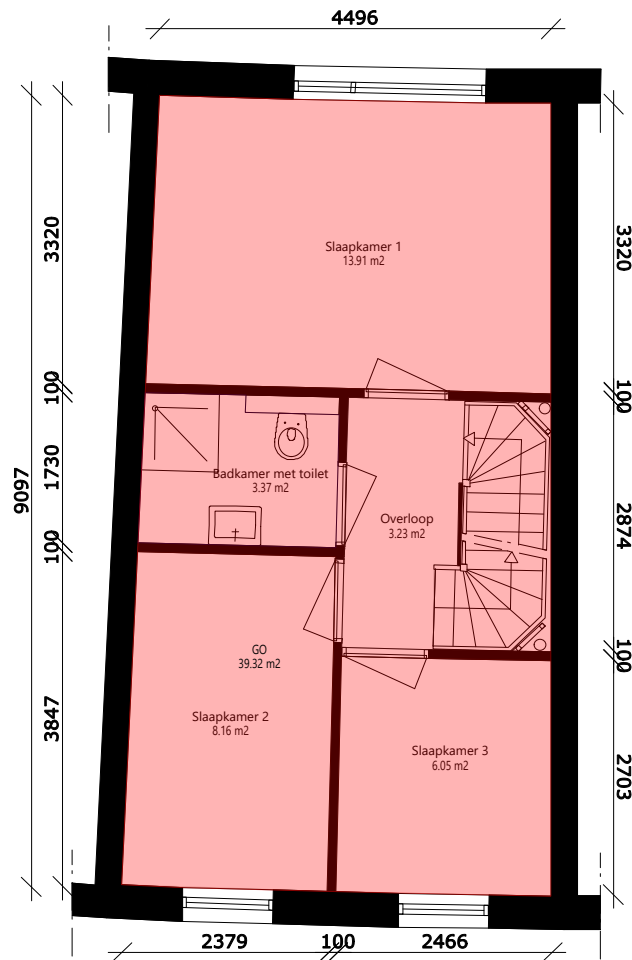 4496
3320
100
1730
100
3847
9097
3320
100
2874
100
2703
Slaapkamer 1
13.91 m2
Badkamer met toilet
3.37 m2
Overloop
3.23 m2
GO
39.32 m2
Slaapkamer 2
8.16 m2
Slaapkamer 3
6.05 m2
2379
100
2466